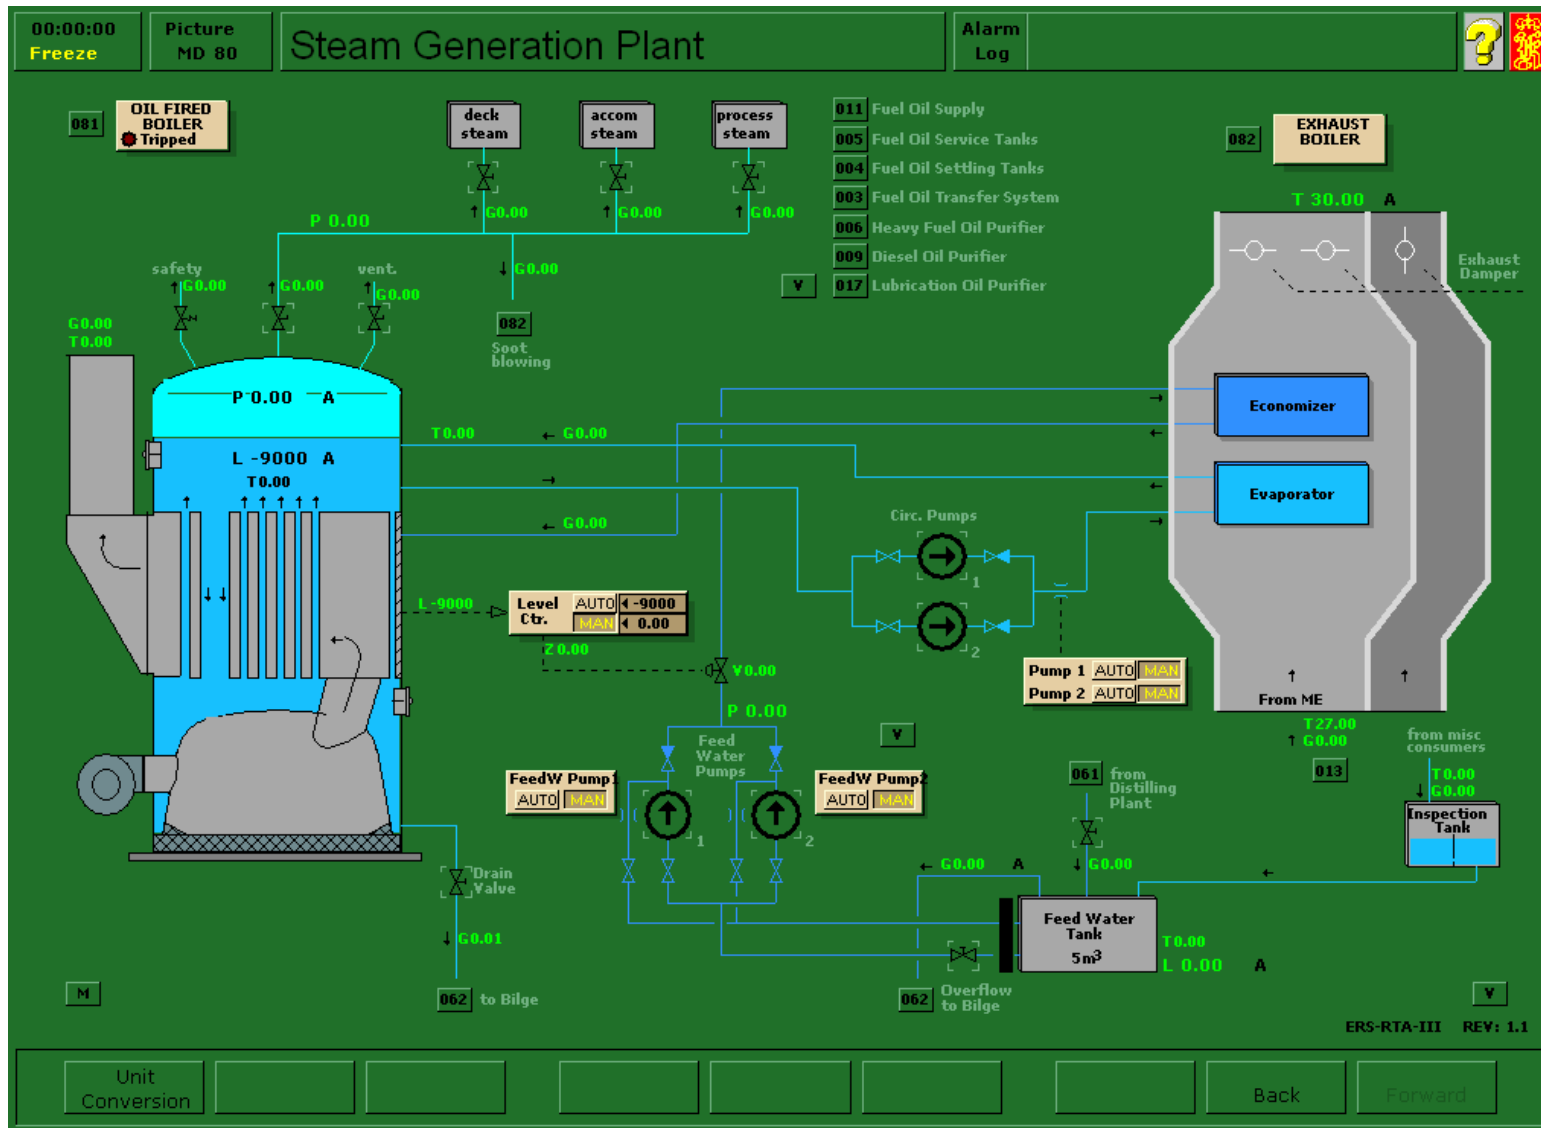 00:00:00
Freeze
Picture
MD 80
Steam Generation Plant
Alarm
Log
?
081
OIL FIRED
BOILER
Tripped
deck
steam
accom
steam
process
steam
011 Fuel Oil Supply
005 Fuel Oil Service Tanks
004 Fuel Oil Settling Tanks
003 Fuel Oil Transfer System
006 Heavy Fuel Oil Purifier
009 Diesel Oil Purifier
V 017 Lubrication Oil Purifier
082
EXHAUST
BOILER
T 30.00 A
Exhaust
Damper
G0.00
G0.00
G0.00
P 0.00
G0.00
safety
G0.00
G0.00
vent.
G0.00
082
Soot
blowing
G0.00
T0.00
P 0.00 A
L -9000 A
T0.00
T0.00
G0.00
G0.00
Economizer
Evaporator
Circ. Pumps
1
2
L -9000
Level
Ctr.
AUTO
-9000
MAN
0.00
Z0.00
V0.00
P 0.00
Pump 1 AUTO MAN
Pump 2 AUTO MAN
From ME
T27.00
G0.00
013
from misc
consumers
T0.00
G0.00
Inspection
Tank
V
Feed
Water
Pumps
FeedW Pump1
AUTO MAN
FeedW Pump2
AUTO MAN
1
2
061
from
Distilling
Plant
G0.00
G0.00 A
Drain
Valve
G0.01
Feed Water
Tank
5m3
T0.00
L 0.00 A
M
062 to Bilge
062
Overflow
to Bilge
V
ERS-RTA-III REV: 1.1
Unit
Conversion
Back
Forward